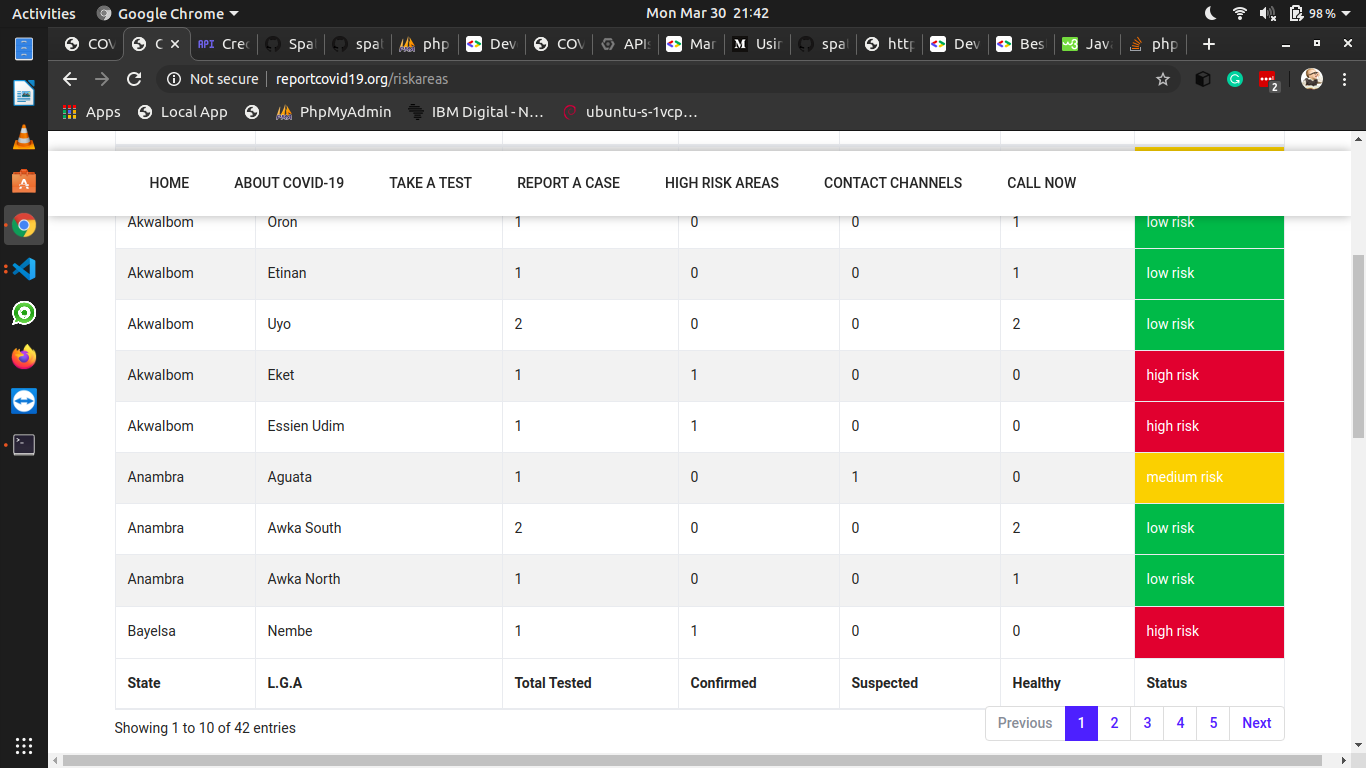 Activities Google Chrome Mon Mar 30 21:42 98%
COV C API Crec Spat spat php Dev COV APIs Mar M Usin spat http Dev Bes Java php
Not secure reportcovid19.org/riskareas 2
Apps Local App PhpMyAdmin IBM Digital - N… ubuntu-s-1vcp…
HOME ABOUT COVID-19 TAKE A TEST REPORT A CASE HIGH RISK AREAS CONTACT CHANNELS CALL NOW
AkwaIbom Oron 1 0 0 1 low risk
AkwaIbom Etinan 1 0 0 1 low risk
AkwaIbom Uyo 2 0 0 2 low risk
AkwaIbom Eket 1 1 0 0 high risk
AkwaIbom Essien Udim 1 1 0 0 high risk
Anambra Aguata 1 0 1 0 medium risk
Anambra Awka South 2 0 0 2 low risk
Anambra Awka North 1 0 0 1 low risk
Bayelsa Nembe 1 1 0 0 high risk
State L.G.A Total Tested Confirmed Suspected Healthy Status
Showing 1 to 10 of 42 entries Previous 1 2 3 4 5 Next